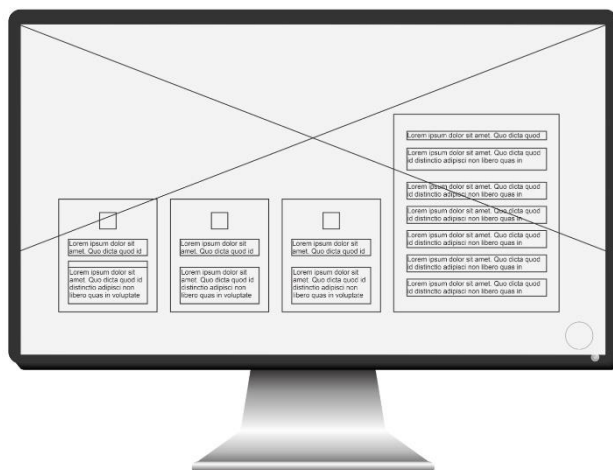 Lorem ipsum dolor sit
amet. Quo dicta quod id
Lorem ipsum dolor sit
amet. Quo dicta quod id
distinctio adipisci non
libero quas in voluptate
Lorem ipsum dolor sit
amet. Quo dicta quod id
Lorem ipsum dolor sit
amet. Quo dicta quod id
distinctio adipisci non
libero quas in voluptate
Lorem ipsum dolor sit
amet. Quo dicta quod id
Lorem ipsum dolor sit
amet. Quo dicta quod id
distinctio adipisci non
libero quas in voluptate
Lorem ipsum dolor sit amet. Quo dicta quod
Lorem ipsum dolor sit amet. Quo dicta quod
id distinctio adipisci non libero quas in
Lorem ipsum dolor sit amet. Quo dicta quod
id distinctio adipisci non libero quas in
Lorem ipsum dolor sit amet. Quo dicta quod
id distinctio adipisci non libero quas in
Lorem ipsum dolor sit amet. Quo dicta quod
id distinctio adipisci non libero quas in
Lorem ipsum dolor sit amet. Quo dicta quod
id distinctio adipisci non libero quas in
Lorem ipsum dolor sit amet. Quo dicta quod
id distinctio adipisci non libero quas in